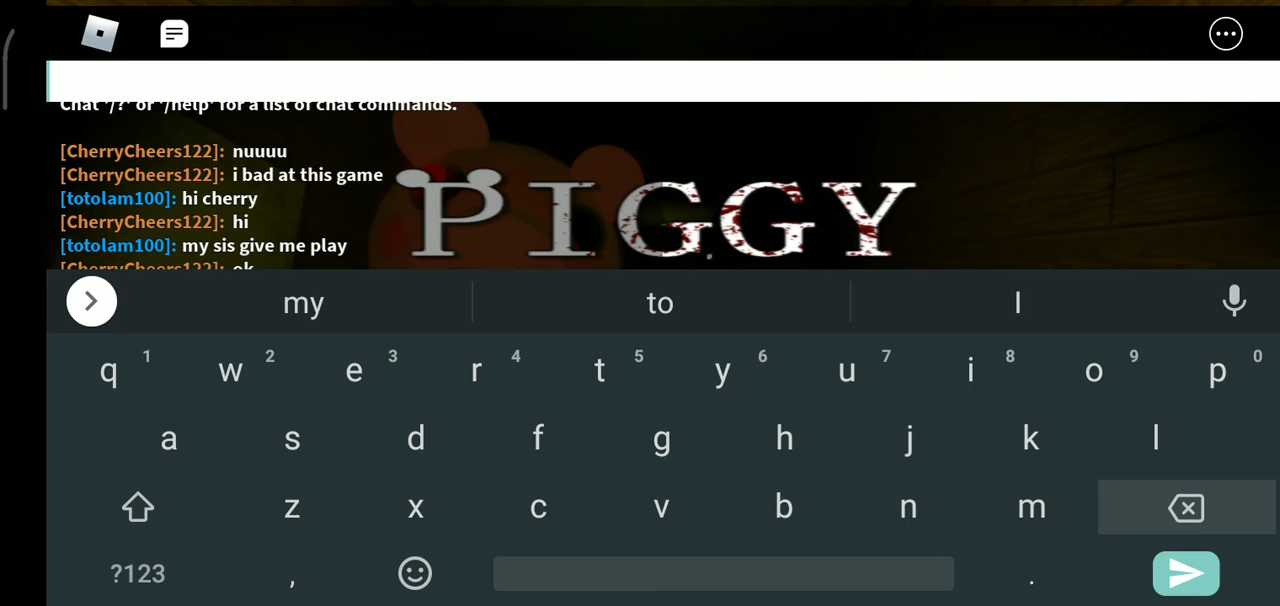 Chat '/?' or '/help' for a list of chat commands.
[CherryCheers122]: nuuuu
[CherryCheers122]: i bad at this game
[totolam100]: hi cherry
[CherryCheers122]: hi
[totolam100]: my sis give me play
[CherryCheers122]: ok
PIGGY
my to I
q 1 w 2 e 3 r 4 t 5 y 6 u 7 i 8 o 9 p 0
a s d f g h j k l
z x c v b n m
?123 , .